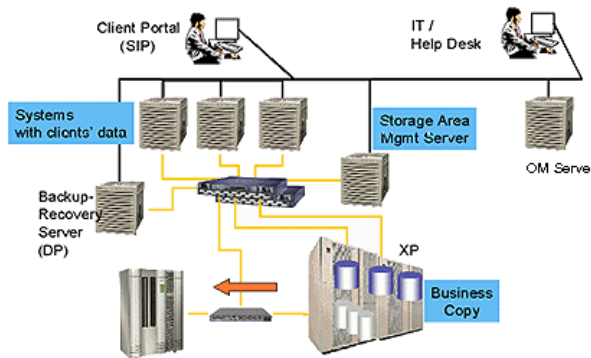 Client Portal
(SIP)
IT /
Help Desk
Systems
with clients' data
Storage Area
Mgmt Server
OM Serve
Backup-
Recovery
Server
(DP)
XP
Business
Copy